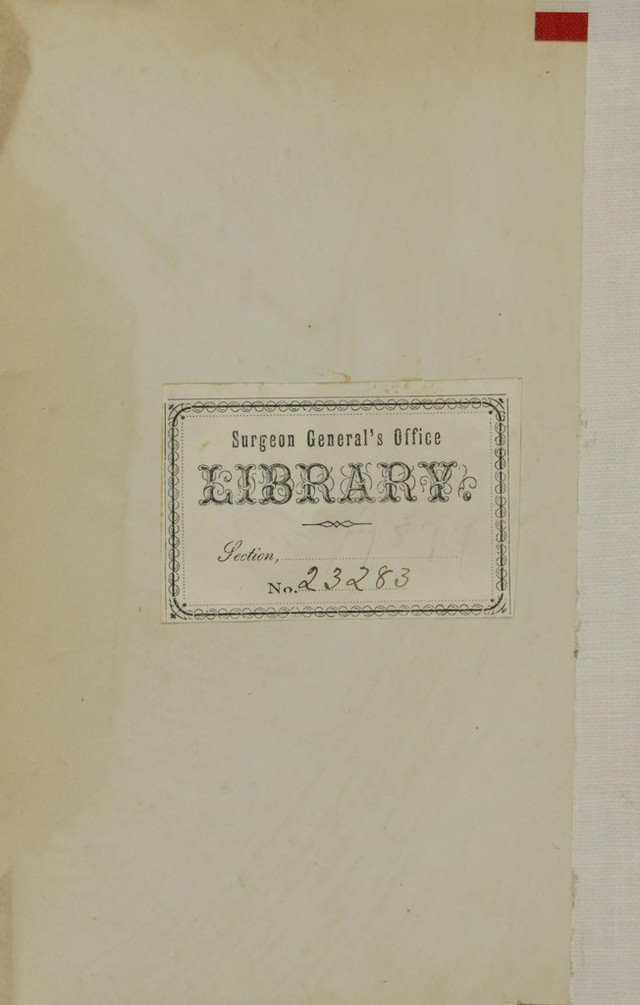 Surgeon General's Office
LIBRARY.
Section,
No. 23283